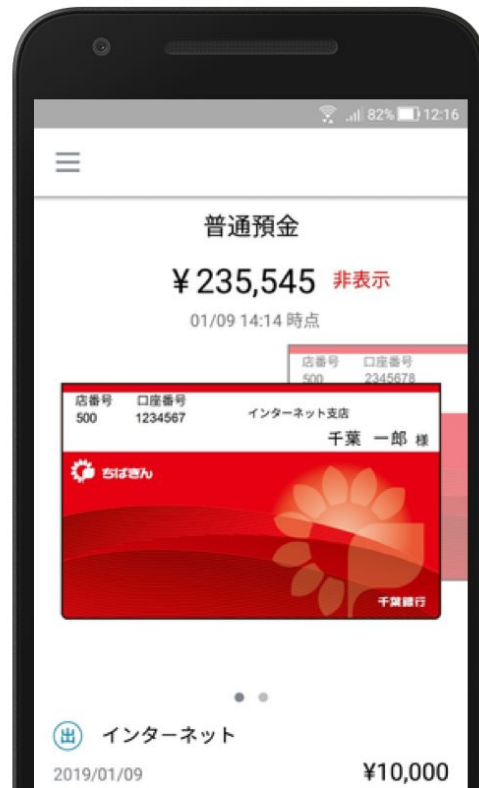 82% 12:16
普通預金
¥235,545 非表示
01/09 14:14 時点
店番号 口座番号
500 2345678
店番号 口座番号
500 1234567
インターネット支店
千葉 一郎 様
ちばぎん
千葉銀行
出 インターネット
2019/01/09 ¥10,000